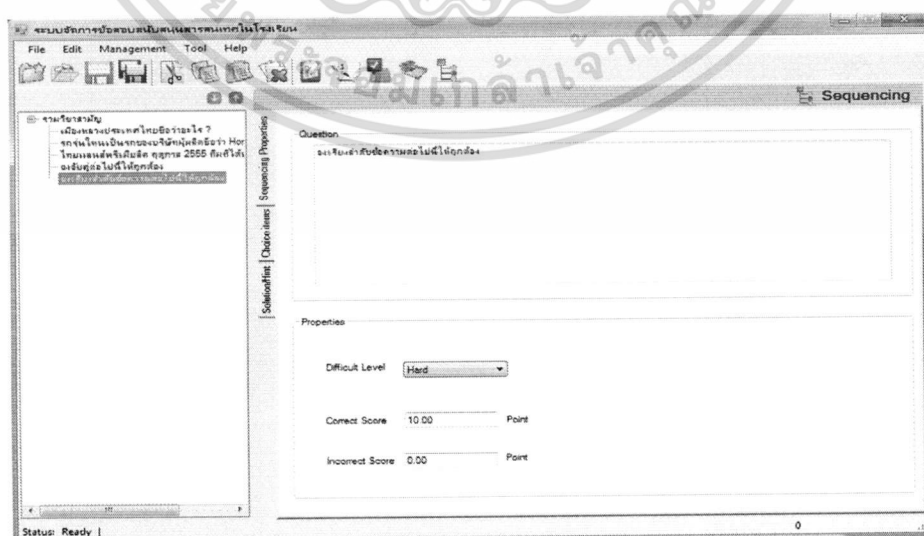 ระบบจัดการข้อสอบสนับสนุนสารสนเทศในโรงเรียน
File Edit Management Tool Help
Sequencing
รวมวิชาสามัญ
เมืองหลวงประเทศไทยชื่อว่าอะไร ?
รถรุ่นไหนเป็นรถของบริษัทผู้ผลิตชื่อว่า Hon
ไทยแลนด์พรีเมียลีก ฤดูกาล 2555 ทีมที่ได้
จงจับคู่ต่อไปนี้ให้ถูกต้อง
จงเรียงลำดับข้อความต่อไปนี้ให้ถูกต้อง
Sequencing Properties
Choice items
Solution/Hint
Question
จงเรียงลำดับข้อความต่อไปนี้ให้ถูกต้อง
Properties
Difficult Level Hard
Correct Score 10.00 Point
Incorrect Score 0.00 Point
Status: Ready | 0